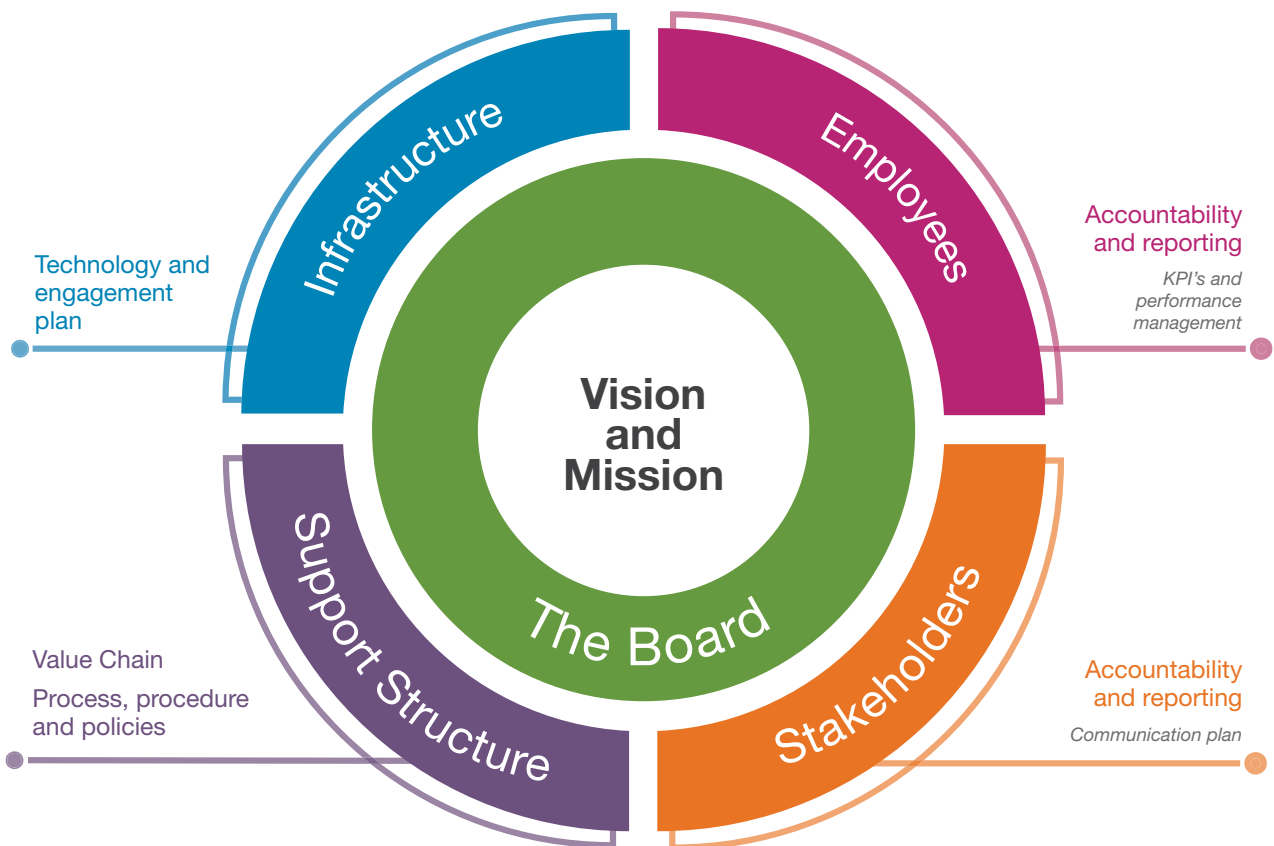 Infrastructure
Employees
Technology and
engagement
plan
Accountability
and reporting
KPI's and
performance
management
Vision
and
Mission
The Board
Support Structure
Stakeholders
Value Chain
Process, procedure
and policies
Accountability
and reporting
Communication plan